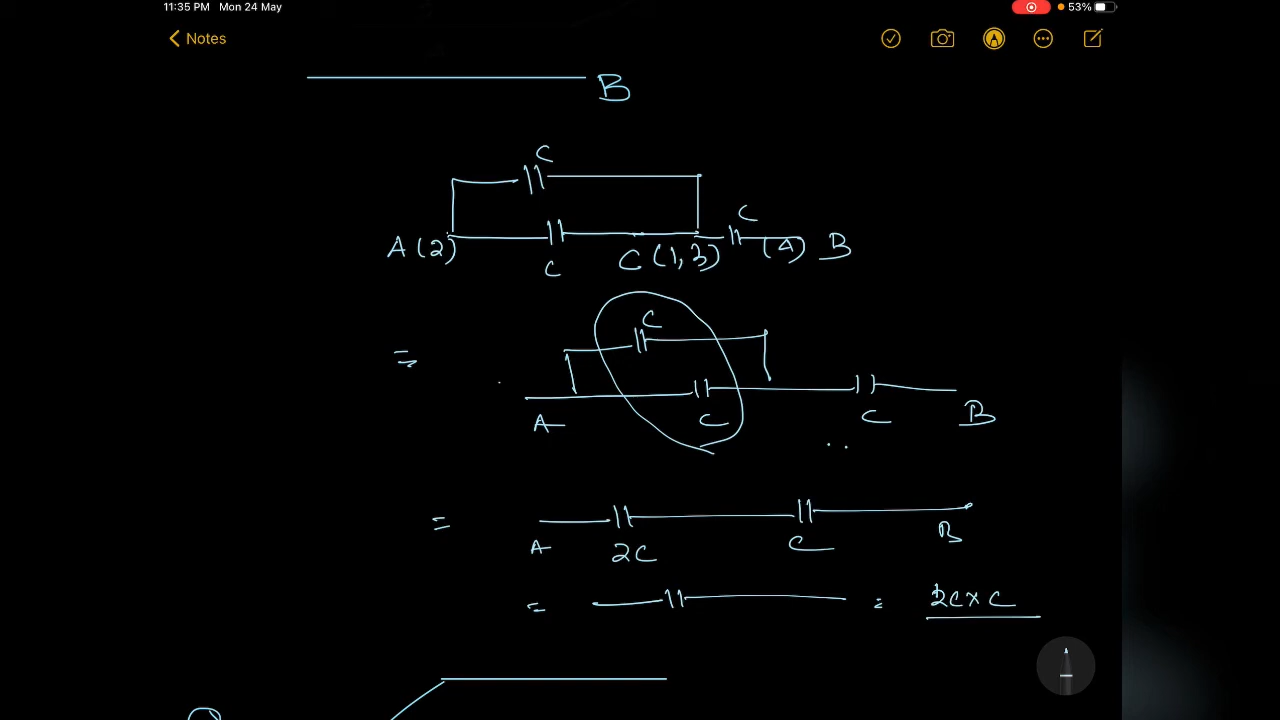 11:35 PM Mon 24 May
53%
Notes
B
C
C
A (2)
C (1,3)
(4) B
C
=
C
A
C
C
B
=
A
2C
C
B
=
=
2C × C